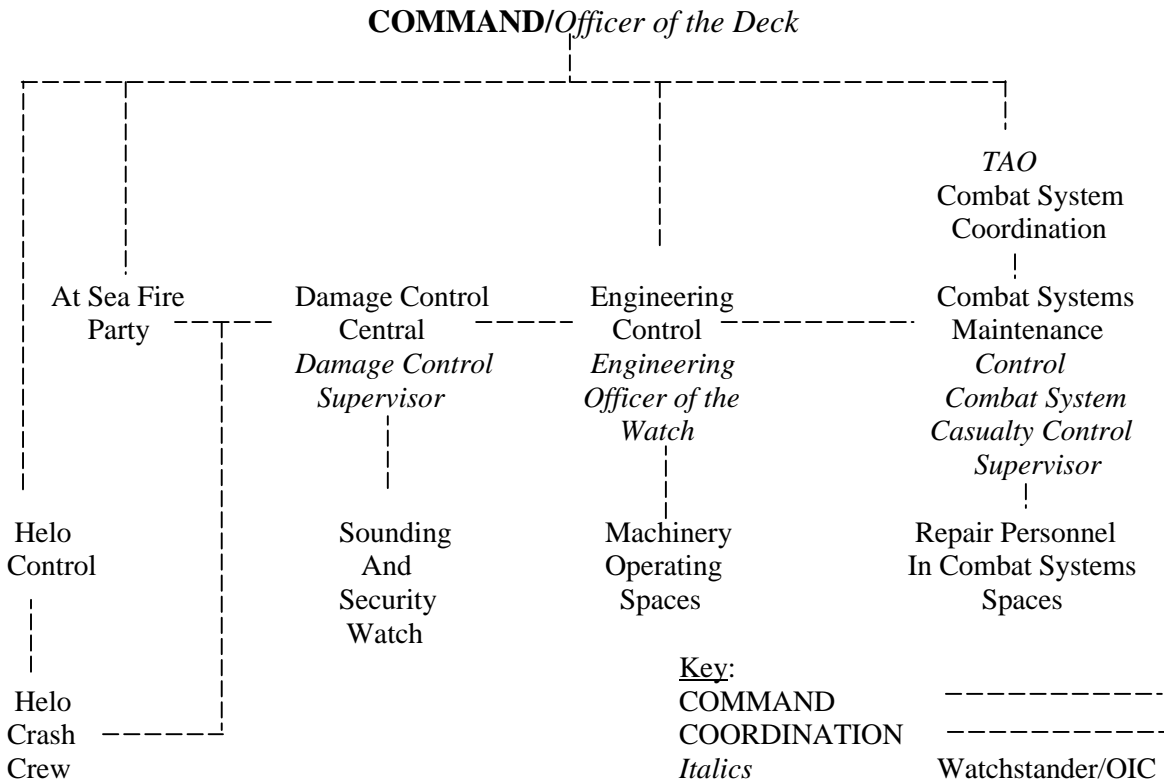 COMMAND/Officer of the Deck
TAO
Combat System
Coordination
At Sea Fire
Party
Damage Control
Central
Damage Control
Supervisor
Engineering
Control
Engineering
Officer of the
Watch
Combat Systems
Maintenance
Control
Combat System
Casualty Control
Supervisor
Helo
Control
Sounding
And
Security
Watch
Machinery
Operating
Spaces
Repair Personnel
In Combat Systems
Spaces
Helo
Crash
Crew
Key:
COMMAND
COORDINATION
Italics Watchstander/OIC